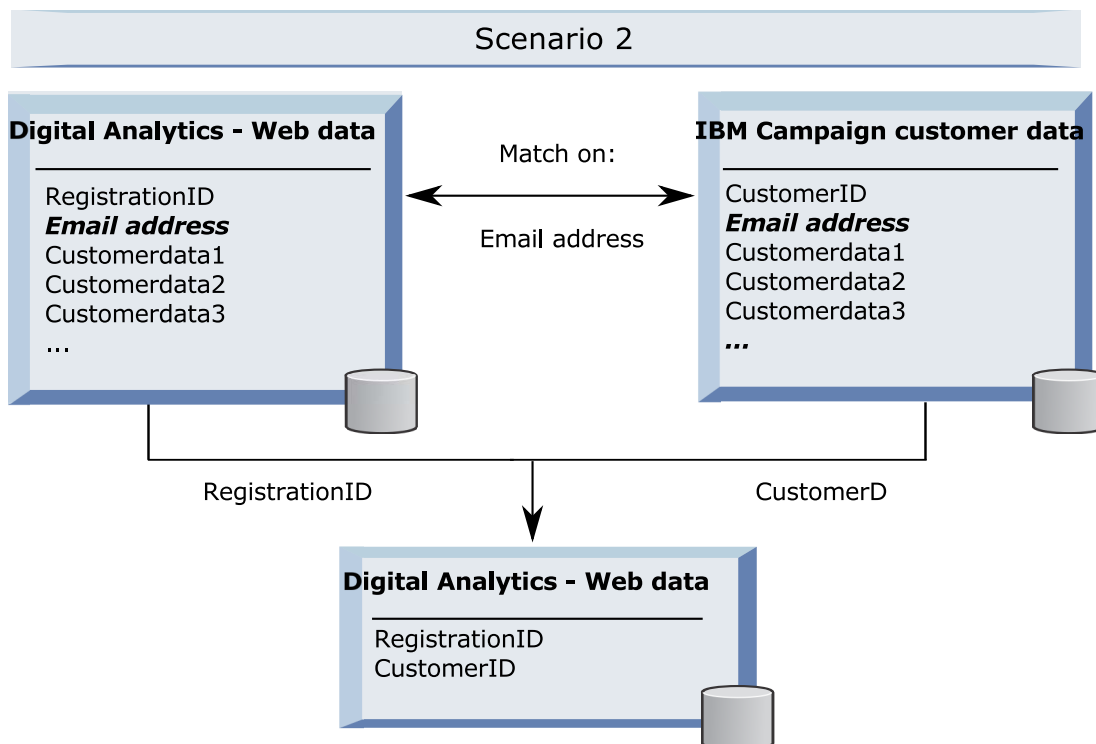 Scenario 2
Digital Analytics - Web data
RegistrationID
Email address
Customerdata1
Customerdata2
Customerdata3
...
Match on:
Email address
IBM Campaign customer data
CustomerID
Email address
Customerdata1
Customerdata2
Customerdata3
...
RegistrationID
CustomerD
Digital Analytics - Web data
RegistrationID
CustomerID